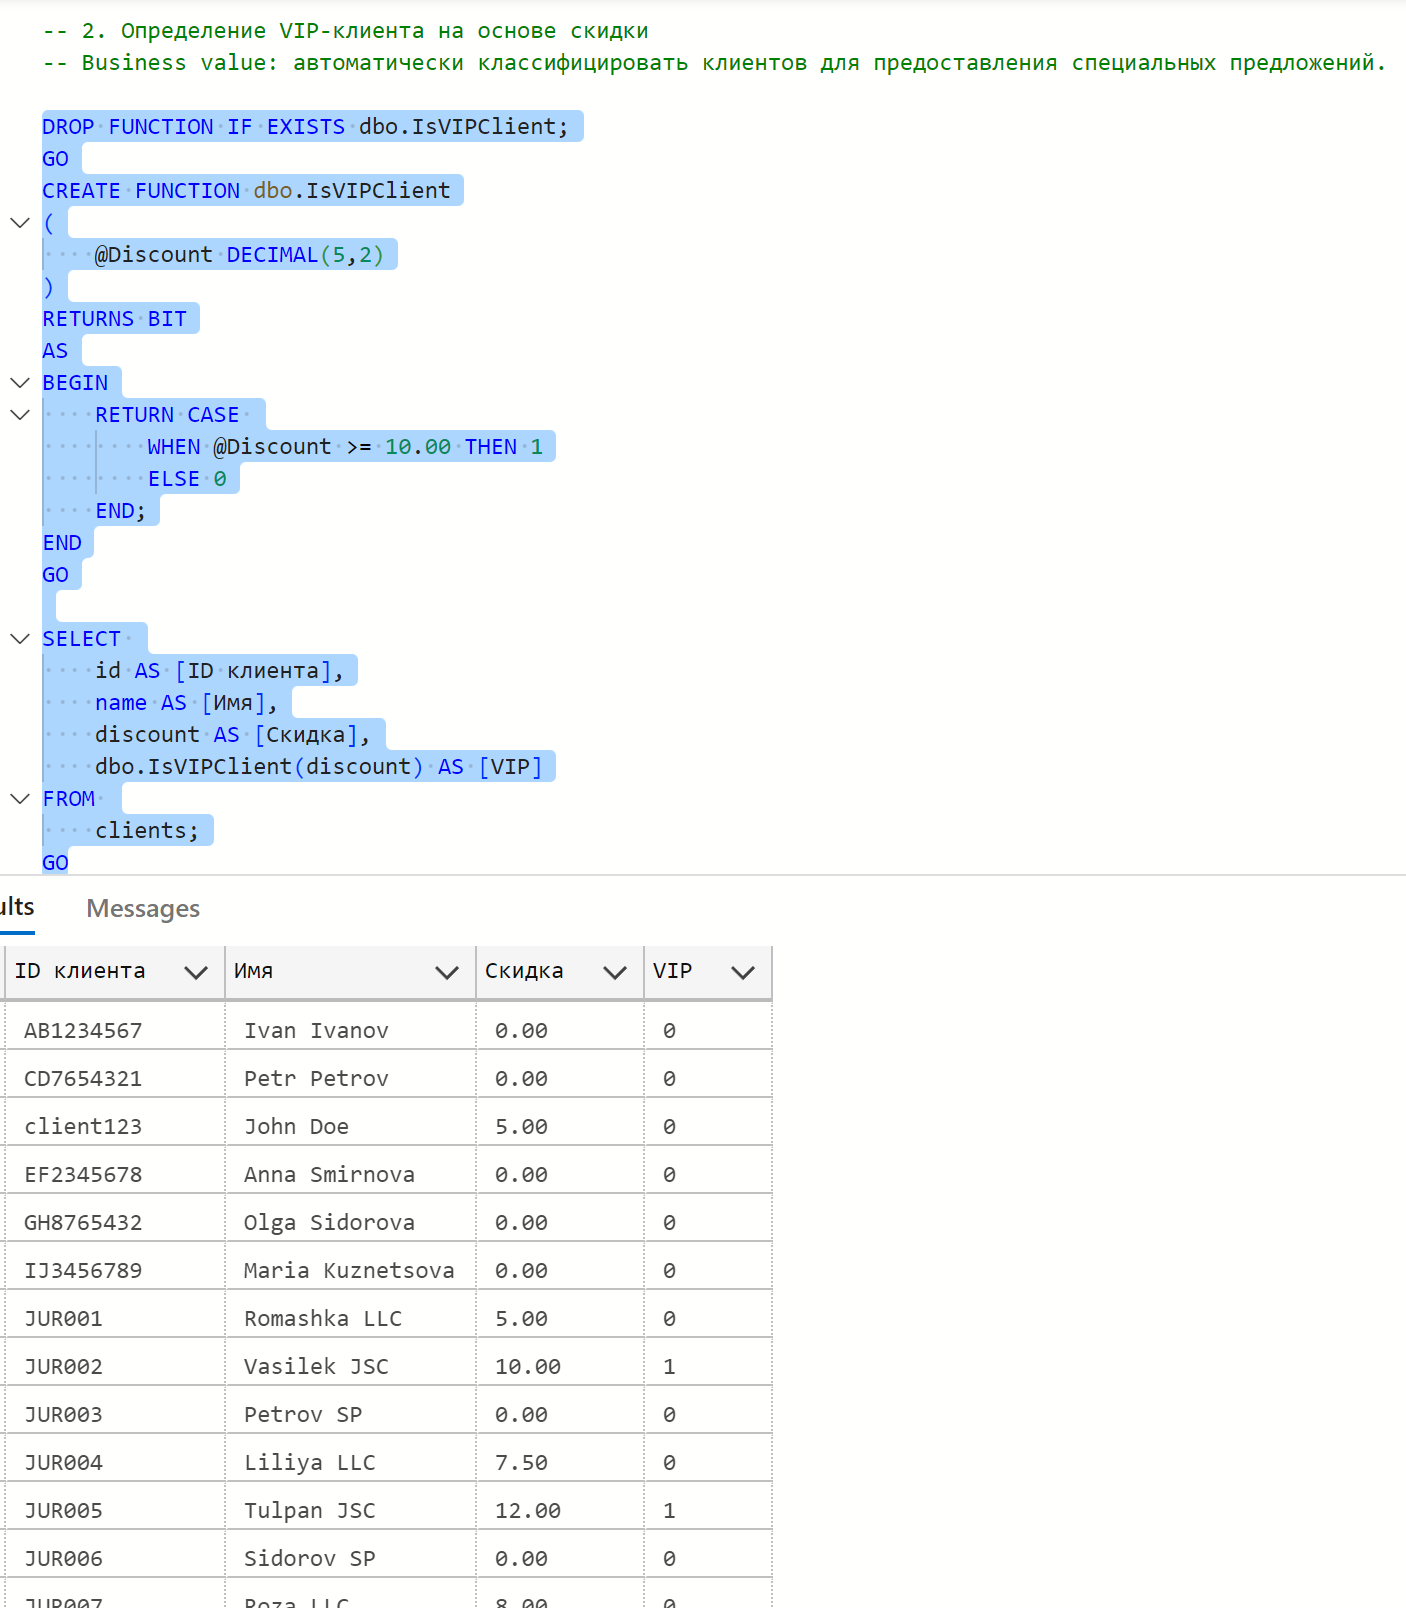 -- 2. Определение VIP-клиента на основе скидки
-- Business value: автоматически классифицировать клиентов для предоставления специальных предложений.
DROP FUNCTION IF EXISTS dbo.IsVIPClient;
GO
CREATE FUNCTION dbo.IsVIPClient
(
@Discount DECIMAL(5,2)
)
RETURNS BIT
AS
BEGIN
RETURN CASE
WHEN @Discount >= 10.00 THEN 1
ELSE 0
END;
END
GO
SELECT
id AS [ID клиента],
name AS [Имя],
discount AS [Скидка],
dbo.IsVIPClient(discount) AS [VIP]
FROM
clients;
GO
ults Messages
ID клиента Имя Скидка VIP
AB1234567 Ivan Ivanov 0.00 0
CD7654321 Petr Petrov 0.00 0
client123 John Doe 5.00 0
EF2345678 Anna Smirnova 0.00 0
GH8765432 Olga Sidorova 0.00 0
IJ3456789 Maria Kuznetsova 0.00 0
JUR001 Romashka LLC 5.00 0
JUR002 Vasilek JSC 10.00 1
JUR003 Petrov SP 0.00 0
JUR004 Liliya LLC 7.50 0
JUR005 Tulpan JSC 12.00 1
JUR006 Sidorov SP 0.00 0
JUR007 Roza LLC 8.00 0